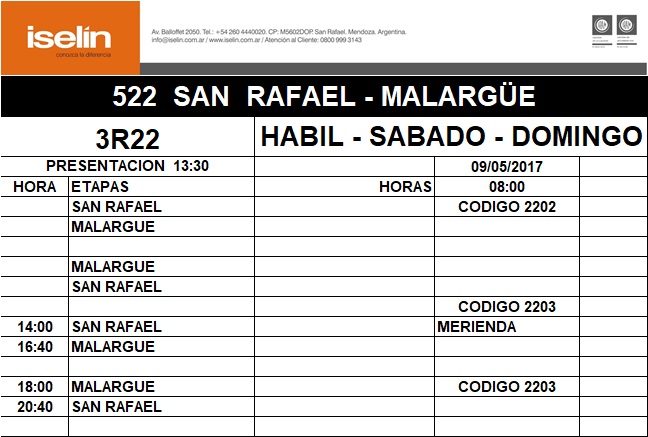 iselín
conozca la diferencia
Av. Balloffet 2050. Tel.: +54 260 4440020. CP: M5602DOP. San Rafael. Mendoza. Argentina.
info@iselin.com.ar / www.iselin.com.ar / Atención al Cliente: 0800 999 3143
522 SAN RAFAEL - MALARGÜE
3R22 HABIL - SABADO - DOMINGO
PRESENTACION 13:30 09/05/2017
HORA ETAPAS HORAS 08:00
SAN RAFAEL CODIGO 2202
MALARGUE
MALARGUE
SAN RAFAEL
CODIGO 2203
14:00 SAN RAFAEL MERIENDA
16:40 MALARGUE
18:00 MALARGUE CODIGO 2203
20:40 SAN RAFAEL